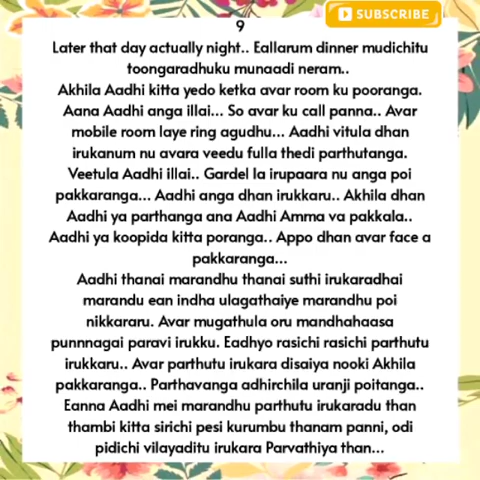 SUBSCRIBE
9
Later that day actually night.. Eallarum dinner mudichitu
toongaradhuku munaadi neram..
Akhila Aadhi kitta yedo ketka avar room ku pooranga.
Aana Aadhi anga illai... So avar ku call panna.. Avar
mobile room laye ring agudhu... Aadhi vitula dhan
irukanum nu avara veedu fulla thedi parthutanga.
Veetula Aadhi illai.. Gardel la irupaara nu anga poi
pakkaranga... Aadhi anga dhan irukkaru.. Akhila dhan
Aadhi ya parthanga ana Aadhi Amma va pakkala..
Aadhi ya koopida kitta poranga.. Appo dhan avar face a
pakkaranga...
Aadhi thanai marandhu thanai suthi irukaradhai
marandu ean indha ulagathaiye marandhu poi
nikkararu. Avar mugathula oru mandhahaasa
punnnagai paravi irukku. Eadhyo rasichi rasichi parthutu
irukkaru.. Avar parthutu irukara disaiya nooki Akhila
pakkaranga.. Parthavanga adhirchila uranji poitanga..
Eanna Aadhi mei marandhu parthutu irukaradu than
thambi kitta sirichi pesi kurumbu thanam panni, odi
pidichi vilayaditu irukara Parvathiya than...